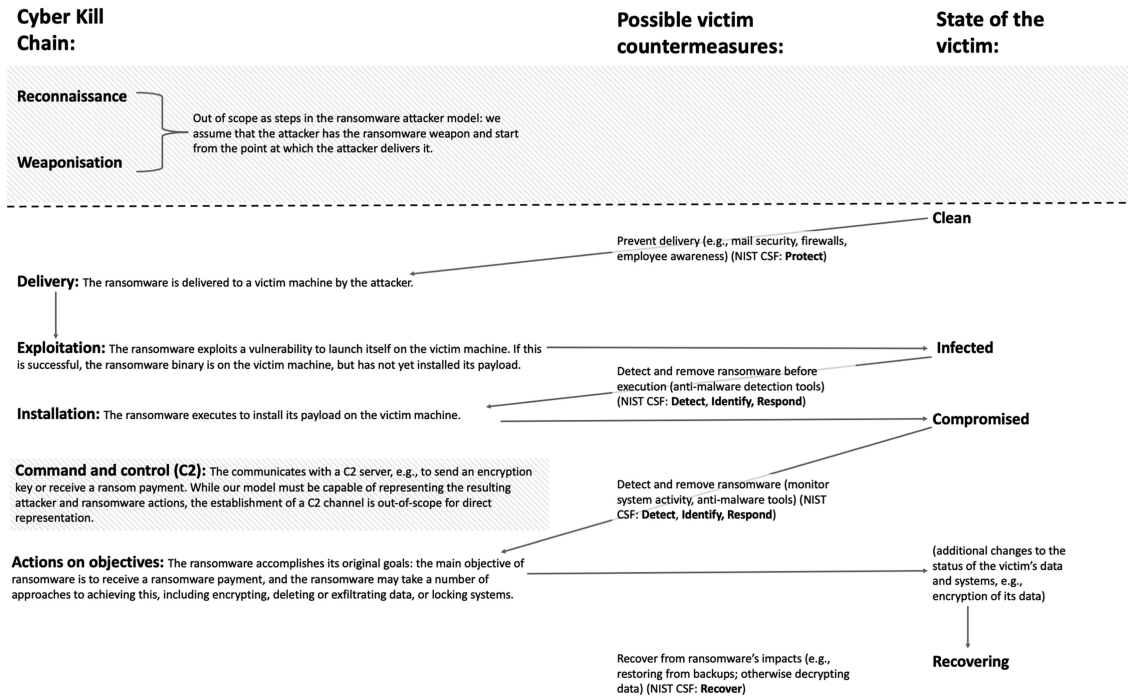 Cyber Kill
Chain:
Possible victim
countermeasures:
State of the
victim:
Reconnaissance
Out of scope as steps in the ransomware attacker model: we
assume that the attacker has the ransomware weapon and start
from the point at which the attacker delivers it.
Weaponisation
Clean
Prevent delivery (e.g., mail security, firewalls,
employee awareness) (NIST CSF: Protect)
Delivery: The ransomware is delivered to a victim machine by the attacker.
Exploitation: The ransomware exploits a vulnerability to launch itself on the victim machine. If this
is successful, the ransomware binary is on the victim machine, but has not yet installed its payload.
Infected
Detect and remove ransomware before
execution (anti-malware detection tools)
(NIST CSF: Detect, Identify, Respond)
Installation: The ransomware executes to install its payload on the victim machine.
Compromised
Command and control (C2): The communicates with a C2 server, e.g., to send an encryption
key or receive a ransom payment. While our model must be capable of representing the resulting
attacker and ransomware actions, the establishment of a C2 channel is out-of-scope for direct
representation.
Detect and remove ransomware (monitor
system activity, anti-malware tools) (NIST
CSF: Detect, Identify, Respond)
Actions on objectives: The ransomware accomplishes its original goals: the main objective of
ransomware is to receive a ransomware payment, and the ransomware may take a number of
approaches to achieving this, including encrypting, deleting or exfiltrating data, or locking systems.
(additional changes to the
status of the victim's data
and systems, e.g.,
encryption of its data)
Recover from ransomware's impacts (e.g.,
restoring from backups; otherwise decrypting
data) (NIST CSF: Recover)
Recovering